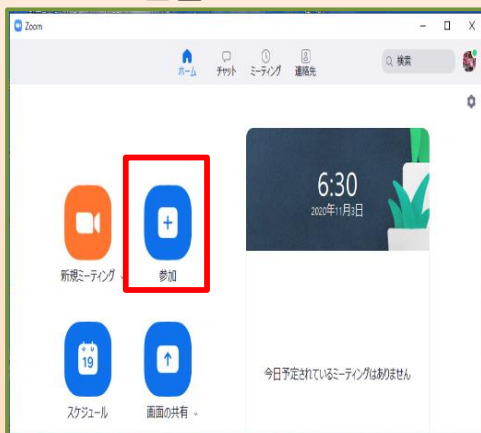 Zoom
ホーム チャット ミーティング 連絡先 検索
6:30
2020年11月3日
新規ミーティング 参加
19
スケジュール 画面の共有
今日予定されているミーティングはありません